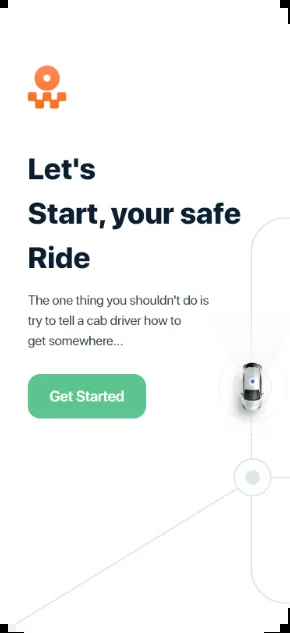 Let's
Start, your safe
Ride
The one thing you shouldn't do is
try to tell a cab driver how to
get somewhere...
Get Started